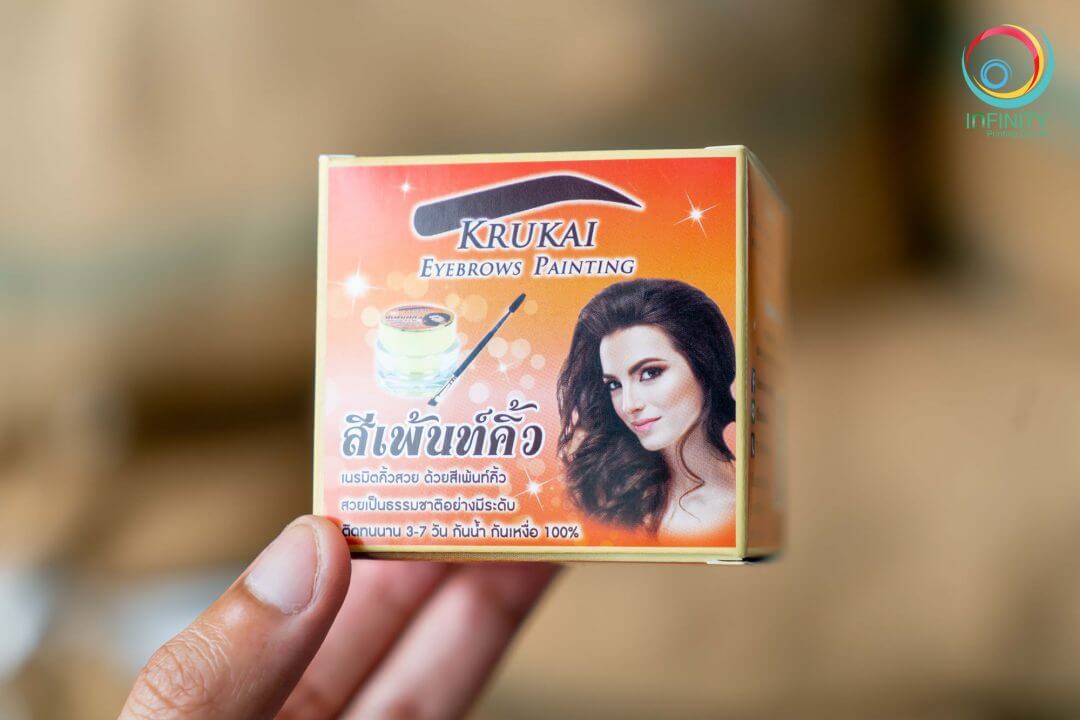 InFINITY
KRUKAI
EYEBROWS PAINTING
สีเพ้นท์คิ้ว
เนรมิตคิ้วสวย ด้วยสีเพ้นท์คิ้ว
สวยเป็นธรรมชาติอย่างมีระดับ
ติดทนนาน 3-7 วัน กันน้ำ กันเหงื่อ 100%